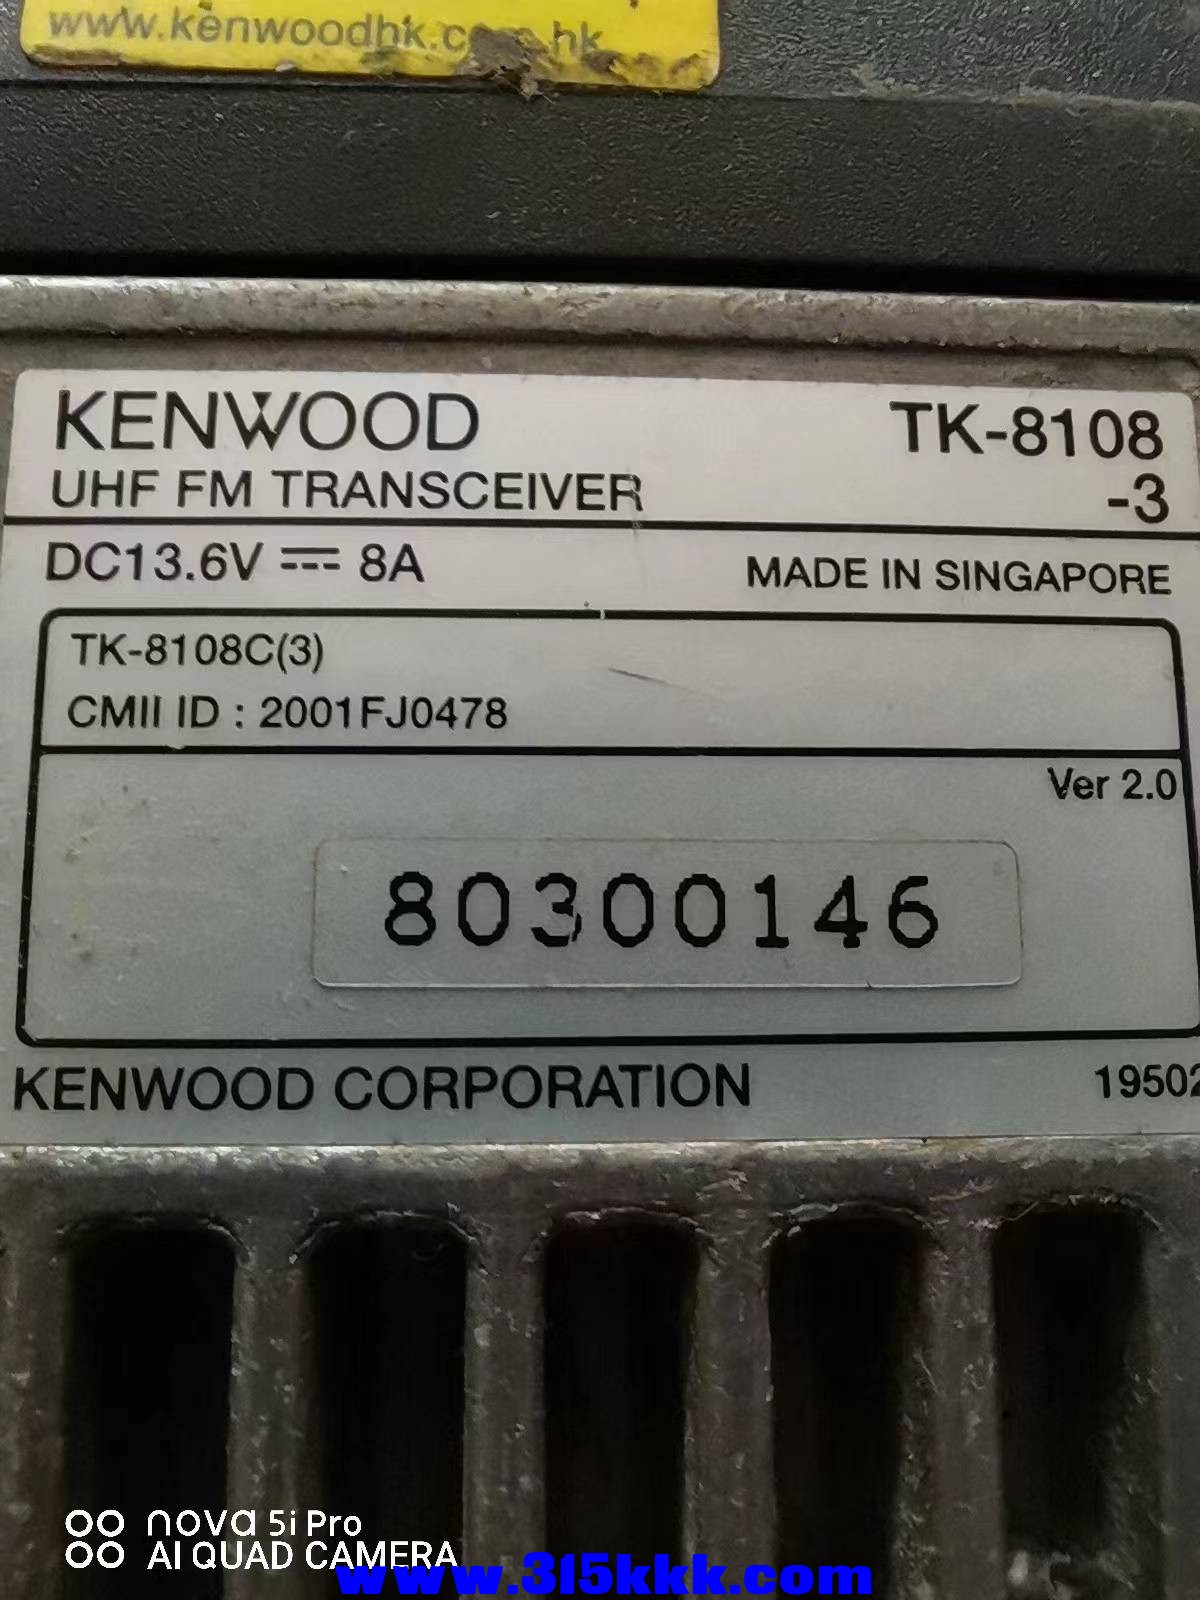 www.kenwoodhk.com.hk
KENWOOD
TK-8108
UHF FM TRANSCEIVER
-3
DC13.6V ⎓ 8A
MADE IN SINGAPORE
TK-8108C(3)
CMII ID : 2001FJ0478
Ver 2.0
80300146
KENWOOD CORPORATION
19502
nova 5i Pro
AI QUAD CAMERA
www.315kkk.com